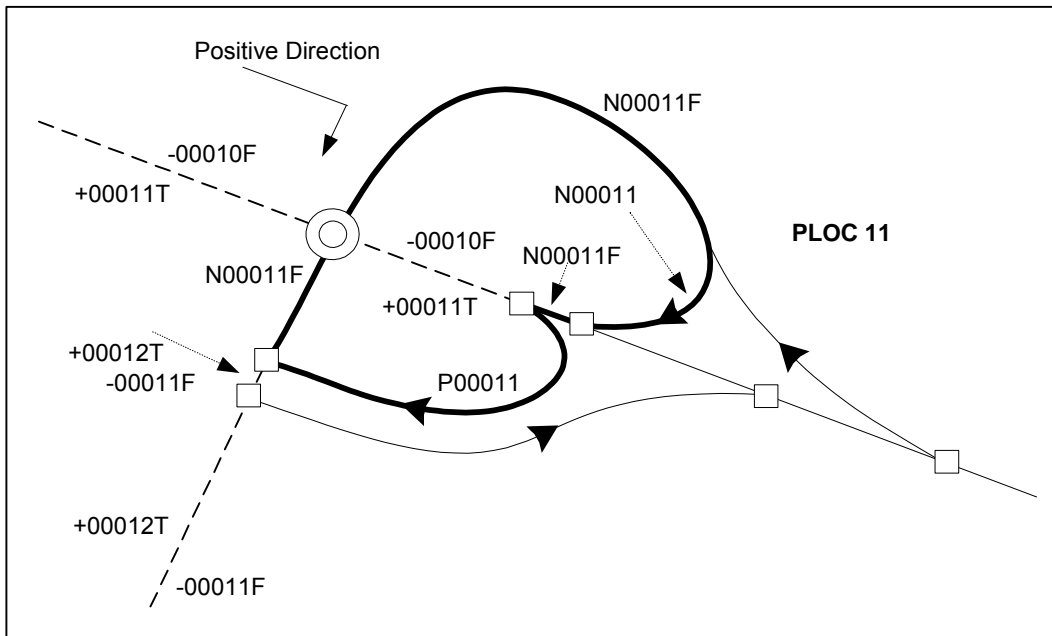 Positive Direction
N00011F
-00010F
+00011T
N00011
-00010F
PLOC 11
N00011F
N00011F
+00011T
+00012T
-00011F
P00011
+00012T
-00011F